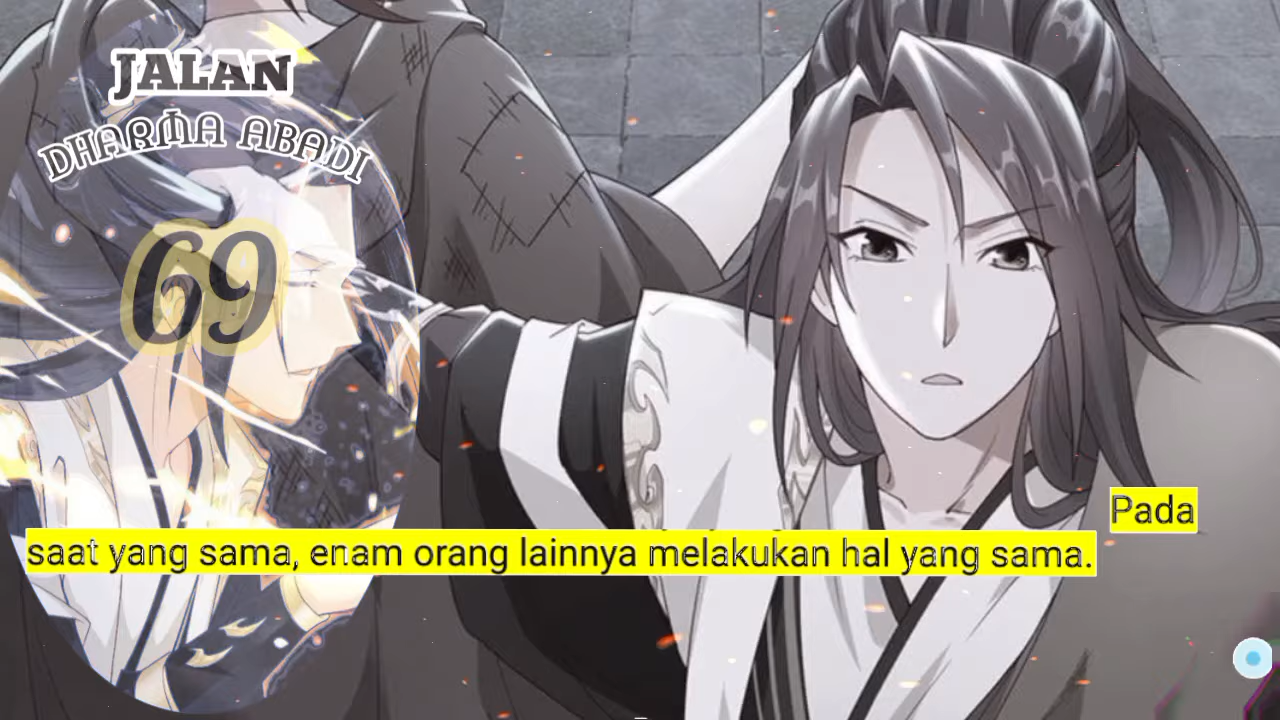 JALAN
DHARMA ABADI
69
Pada
saat yang sama, enam orang lainnya melakukan hal yang sama.